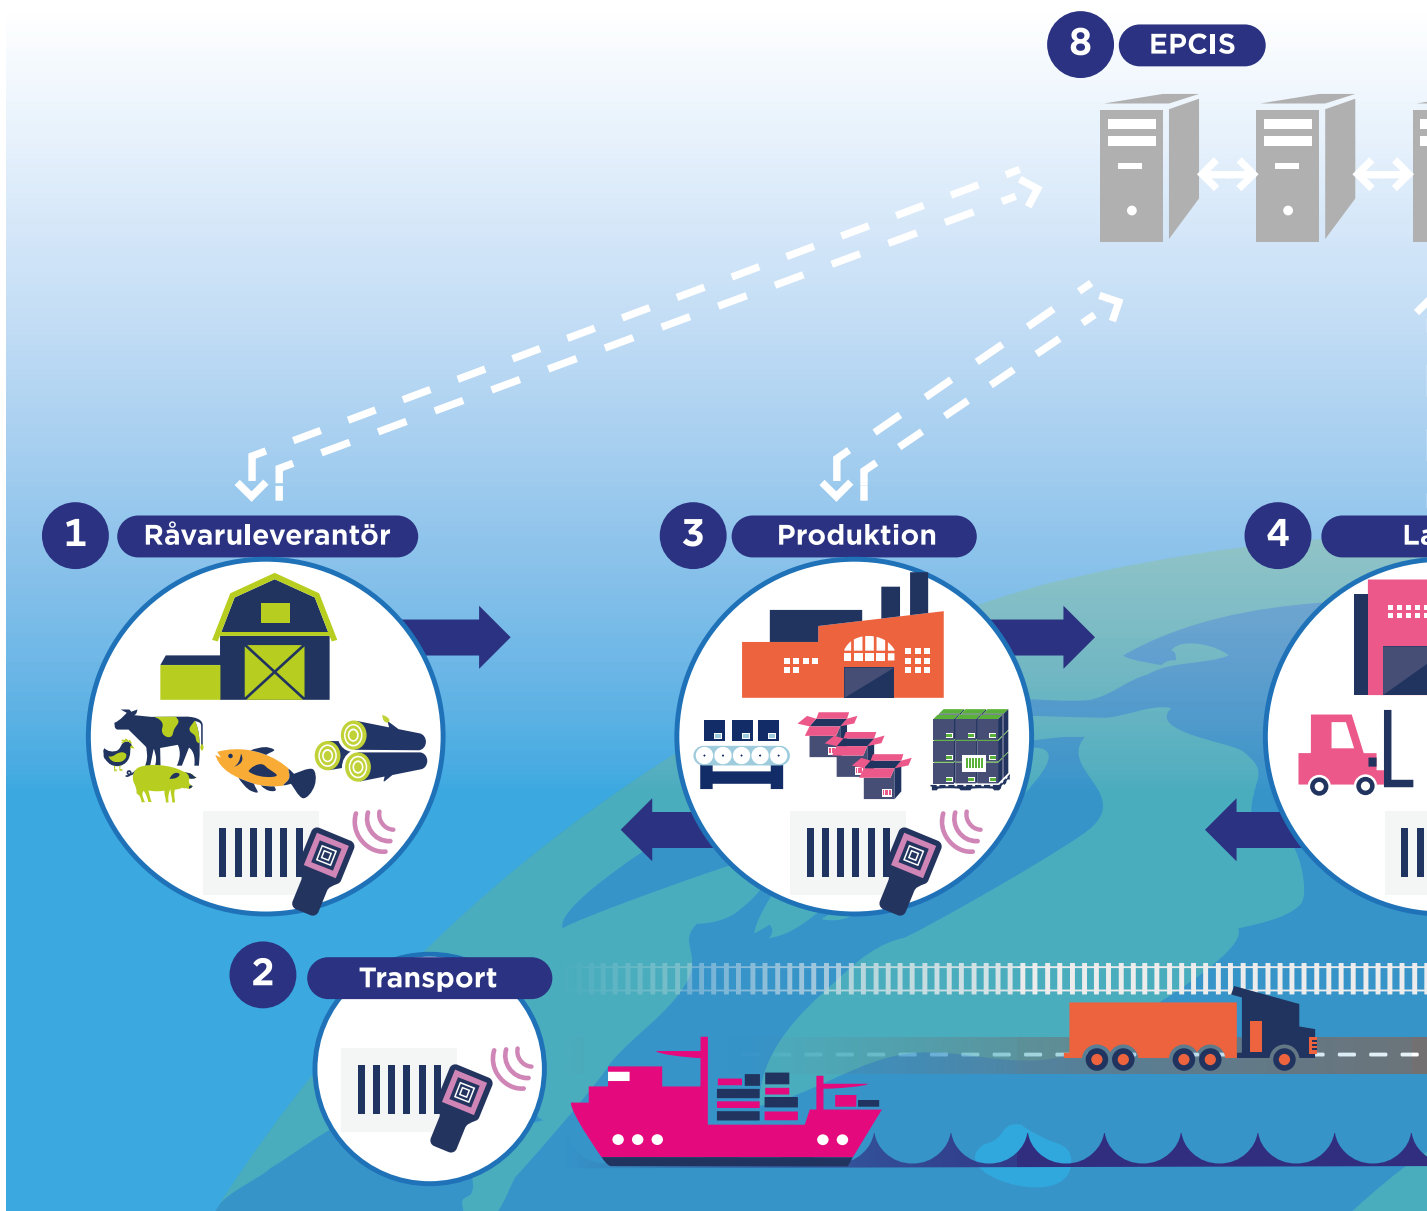 8 EPCIS
1 Råvaruleverantör
3 Produktion
4
2 Transport